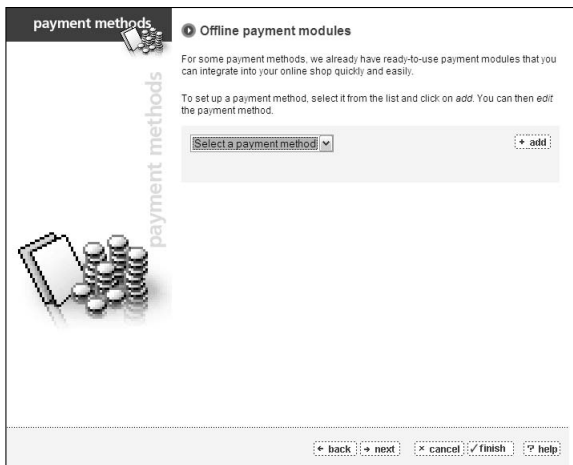 payment methods
payment methods
Offline payment modules
For some payment methods, we already have ready-to-use payment modules that you
can integrate into your online shop quickly and easily.
To set up a payment method, select it from the list and click on add. You can then edit
the payment method.
Select a payment method
+ add
← back → next × cancel ✓ finish ? help